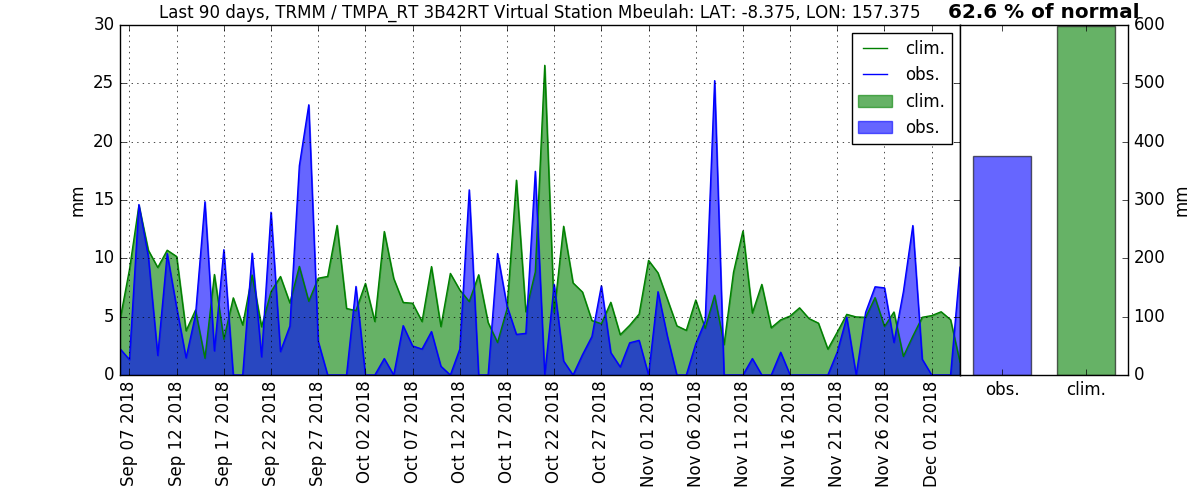 Last 90 days, TRMM / TMPA_RT 3B42RT Virtual Station Mbeulah: LAT: -8.375, LON: 157.375
62.6 % of normal
30
25
20
15
10
5
0
mm
clim.
obs.
clim.
obs.
600
500
400
300
200
100
0
mm
obs.
clim.
Sep 07 2018
Sep 12 2018
Sep 17 2018
Sep 22 2018
Sep 27 2018
Oct 02 2018
Oct 07 2018
Oct 12 2018
Oct 17 2018
Oct 22 2018
Oct 27 2018
Nov 01 2018
Nov 06 2018
Nov 11 2018
Nov 16 2018
Nov 21 2018
Nov 26 2018
Dec 01 2018